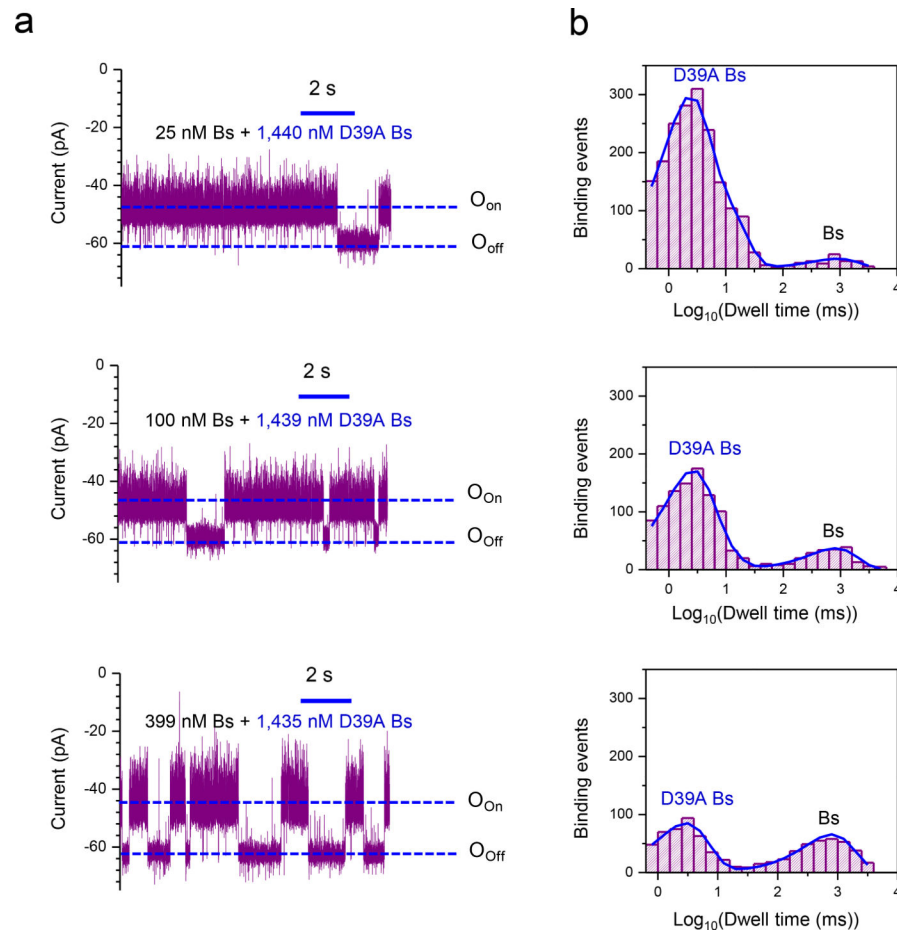 a
b
0
-20
-40
-60
Current (pA)
2 s
25 nM Bs + 1,440 nM D39A Bs
Oon
Ooff
300
200
100
0
Binding events
D39A Bs
Bs
0 1 2 3 4
Log10(Dwell time (ms))
0
-20
-40
-60
Current (pA)
2 s
100 nM Bs + 1,439 nM D39A Bs
OOn
OOff
300
200
100
0
Binding events
D39A Bs
Bs
0 1 2 3 4
Log10(Dwell time (ms))
0
-20
-40
-60
Current (pA)
2 s
399 nM Bs + 1,435 nM D39A Bs
OOn
OOff
300
200
100
0
Binding events
D39A Bs
Bs
0 1 2 3 4
Log10(Dwell time (ms))